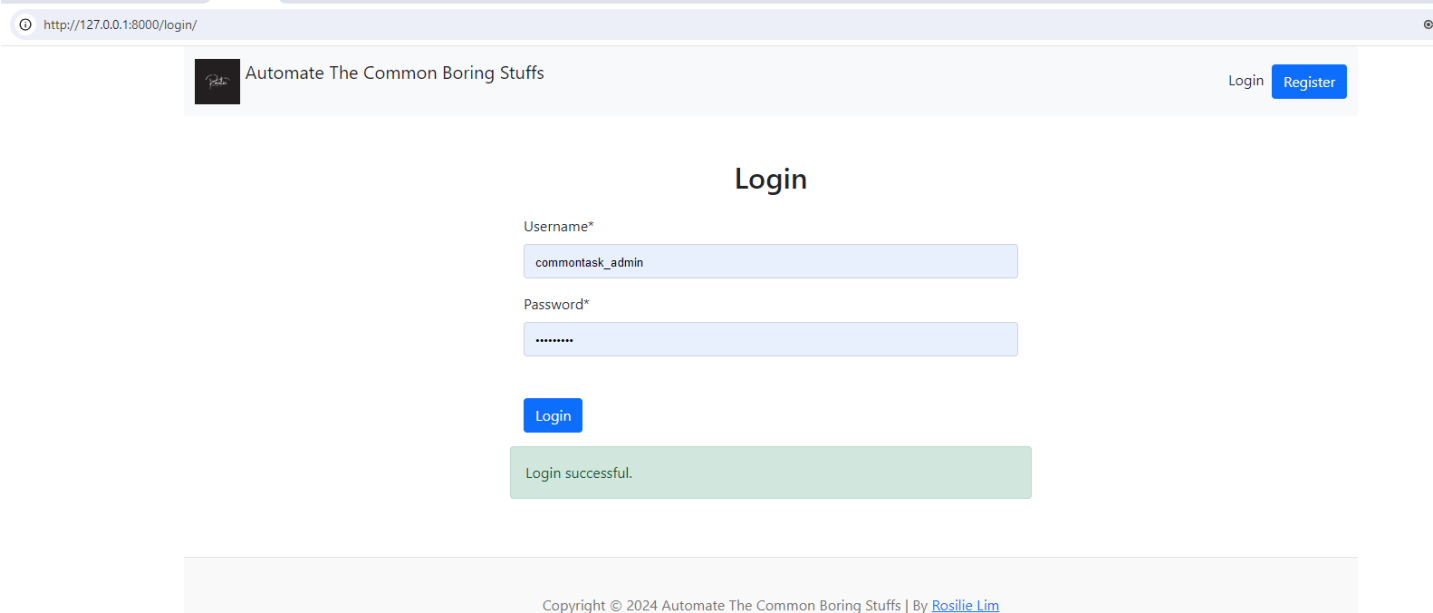 http://127.0.0.1:8000/login/
Automate The Common Boring Stuffs
Login Register
Login
Username*
commontask_admin
Password*
•••••••••
Login
Login successful.
Copyright © 2024 Automate The Common Boring Stuffs | By Rosilie Lim